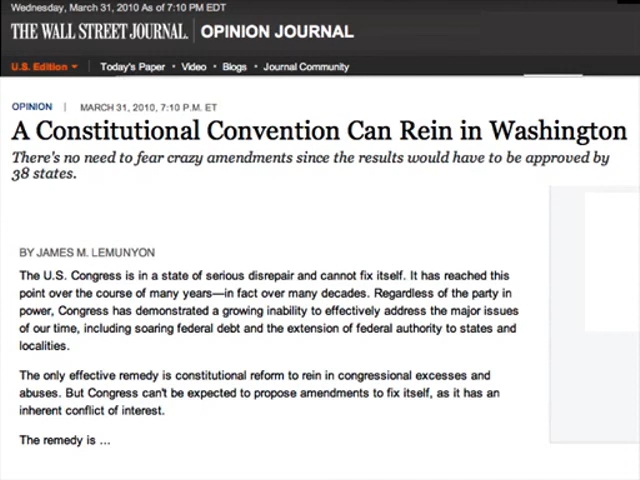 Wednesday, March 31, 2010 As of 7:10 PM EDT
THE WALL STREET JOURNAL. OPINION JOURNAL
U.S. Edition Today's Paper • Video • Blogs • Journal Community
OPINION | MARCH 31, 2010, 7:10 P.M. ET
A Constitutional Convention Can Rein in Washington
There's no need to fear crazy amendments since the results would have to be approved by
38 states.
BY JAMES M. LEMUNYON
The U.S. Congress is in a state of serious disrepair and cannot fix itself. It has reached this
point over the course of many years—in fact over many decades. Regardless of the party in
power, Congress has demonstrated a growing inability to effectively address the major issues
of our time, including soaring federal debt and the extension of federal authority to states and
localities.
The only effective remedy is constitutional reform to rein in congressional excesses and
abuses. But Congress can't be expected to propose amendments to fix itself, as it has an
inherent conflict of interest.
The remedy is ...